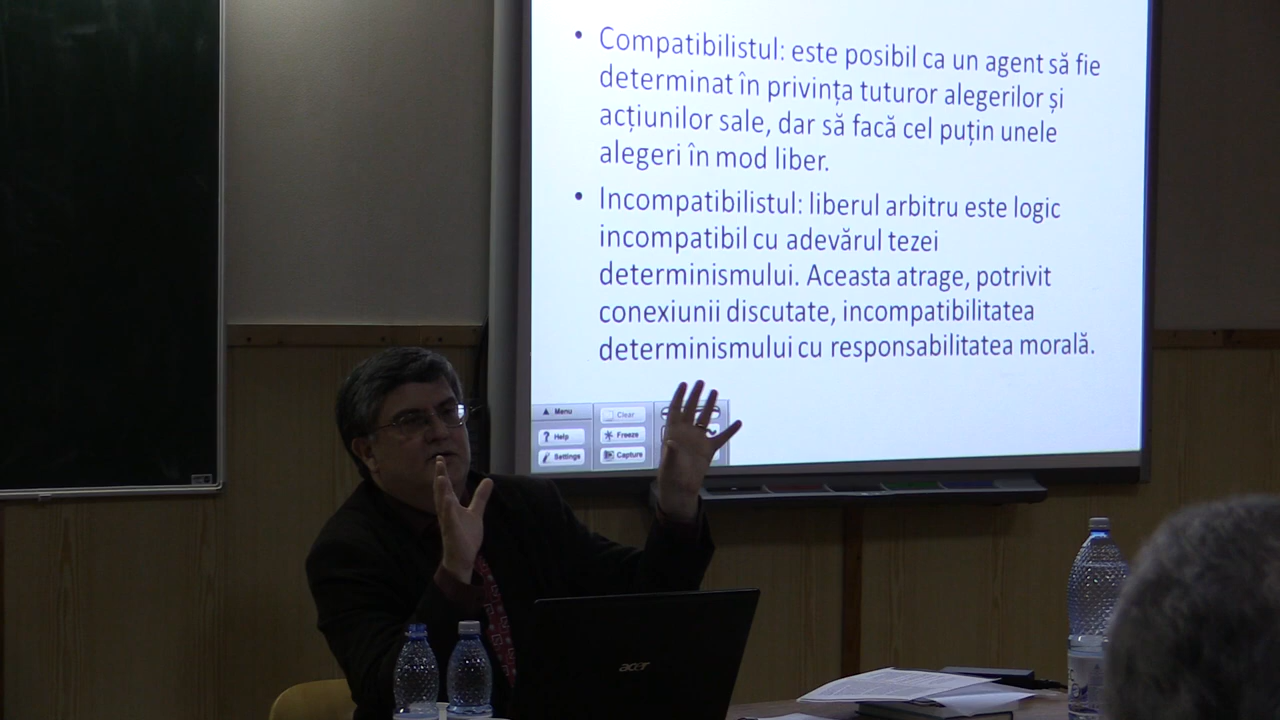 • Compatibilistul: este posibil ca un agent să fie
determinat în privința tuturor alegerilor și
acțiunilor sale, dar să facă cel puțin unele
alegeri în mod liber.
• Incompatibilistul: liberul arbitru este logic
incompatibil cu adevărul tezei
determinismului. Aceasta atrage, potrivit
conexiunii discutate, incompatibilitatea
determinismului cu responsabilitatea morală.
Menu
Clear
Help
Freeze
Settings
Capture
acer